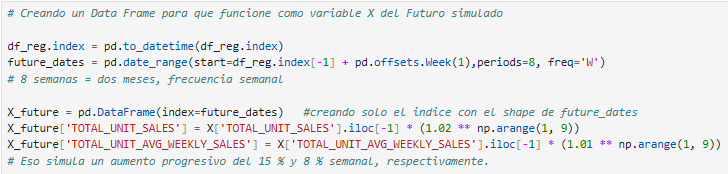 # Creando un Data Frame para que funcione como variable X del Futuro simulado
df_reg.index = pd.to_datetime(df_reg.index)
future_dates = pd.date_range(start=df_reg.index[-1] + pd.offsets.Week(1),periods=8, freq='W')
# 8 semanas = dos meses, frecuencia semanal
X_future = pd.DataFrame(index=future_dates)   #creando solo el indice con el shape de future_dates
X_future['TOTAL_UNIT_SALES'] = X['TOTAL_UNIT_SALES'].iloc[-1] * (1.02 ** np.arange(1, 9))
X_future['TOTAL_UNIT_AVG_WEEKLY_SALES'] = X['TOTAL_UNIT_AVG_WEEKLY_SALES'].iloc[-1] * (1.01 ** np.arange(1, 9))
# Eso simula un aumento progresivo del 15 % y 8 % semanal, respectivamente.